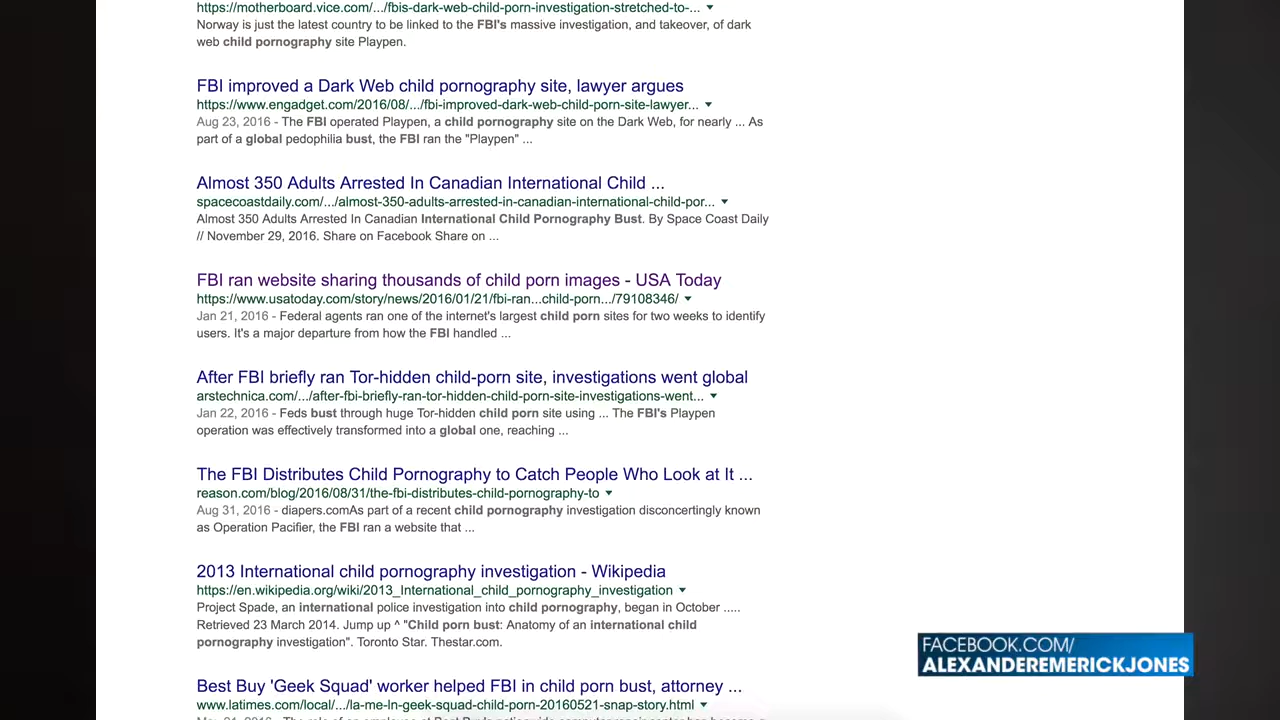 https://motherboard.vice.com/.../fbis-dark-web-child-porn-investigation-stretched-to-...
Norway is just the latest country to be linked to the FBI's massive investigation, and takeover, of dark
web child pornography site Playpen.
FBI improved a Dark Web child pornography site, lawyer argues
https://www.engadget.com/2016/08/.../fbi-improved-dark-web-child-porn-site-lawyer...
Aug 23, 2016 - The FBI operated Playpen, a child pornography site on the Dark Web, for nearly ... As
part of a global pedophilia bust, the FBI ran the "Playpen" ...
Almost 350 Adults Arrested In Canadian International Child ...
spacecoastdaily.com/.../almost-350-adults-arrested-in-canadian-international-child-por...
Almost 350 Adults Arrested In Canadian International Child Pornography Bust. By Space Coast Daily
// November 29, 2016. Share on Facebook Share on ...
FBI ran website sharing thousands of child porn images - USA Today
https://www.usatoday.com/story/news/2016/01/21/fbi-ran...child-porn.../79108346/
Jan 21, 2016 - Federal agents ran one of the internet's largest child porn sites for two weeks to identify
users. It's a major departure from how the FBI handled ...
After FBI briefly ran Tor-hidden child-porn site, investigations went global
arstechnica.com/.../after-fbi-briefly-ran-tor-hidden-child-porn-site-investigations-went...
Jan 22, 2016 - Feds bust through huge Tor-hidden child porn site using ... The FBI's Playpen
operation was effectively transformed into a global one, reaching ...
The FBI Distributes Child Pornography to Catch People Who Look at It ...
reason.com/blog/2016/08/31/the-fbi-distributes-child-pornography-to
Aug 31, 2016 - diapers.comAs part of a recent child pornography investigation disconcertingly known
as Operation Pacifier, the FBI ran a website that ...
2013 International child pornography investigation - Wikipedia
https://en.wikipedia.org/wiki/2013_International_child_pornography_investigation
Project Spade, an international police investigation into child pornography, began in October .....
Retrieved 23 March 2014. Jump up ^ "Child porn bust: Anatomy of an international child
pornography investigation". Toronto Star. Thestar.com.
Best Buy 'Geek Squad' worker helped FBI in child porn bust, attorney ...
www.latimes.com/local/.../la-me-ln-geek-squad-child-porn-20160521-snap-story.html
FACEBOOK.COM/
ALEXANDEREMERICKJONES